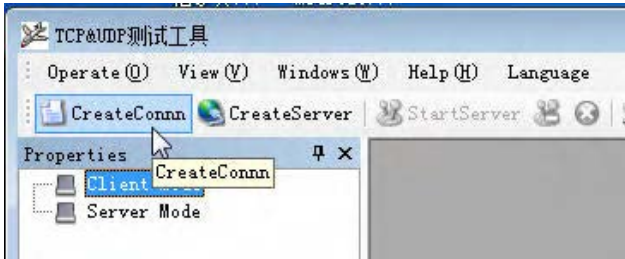 TCP&UDP测试工具
Operate(O) View(V) Windows(W) Help(H) Language
CreateConnn CreateServer StartServer
Properties
CreateConnn
Client
Server Mode